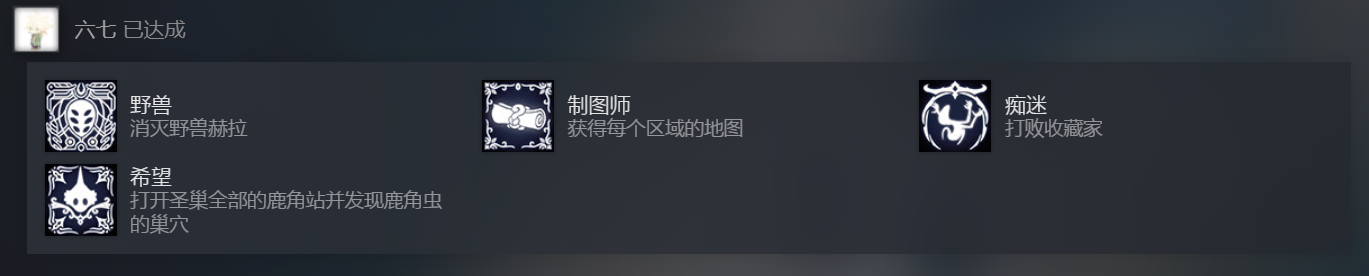 六七 已达成
野兽
消灭野兽赫拉
制图师
获得每个区域的地图
痴迷
打败收藏家
希望
打开圣巢全部的鹿角站并发现鹿角虫
的巢穴